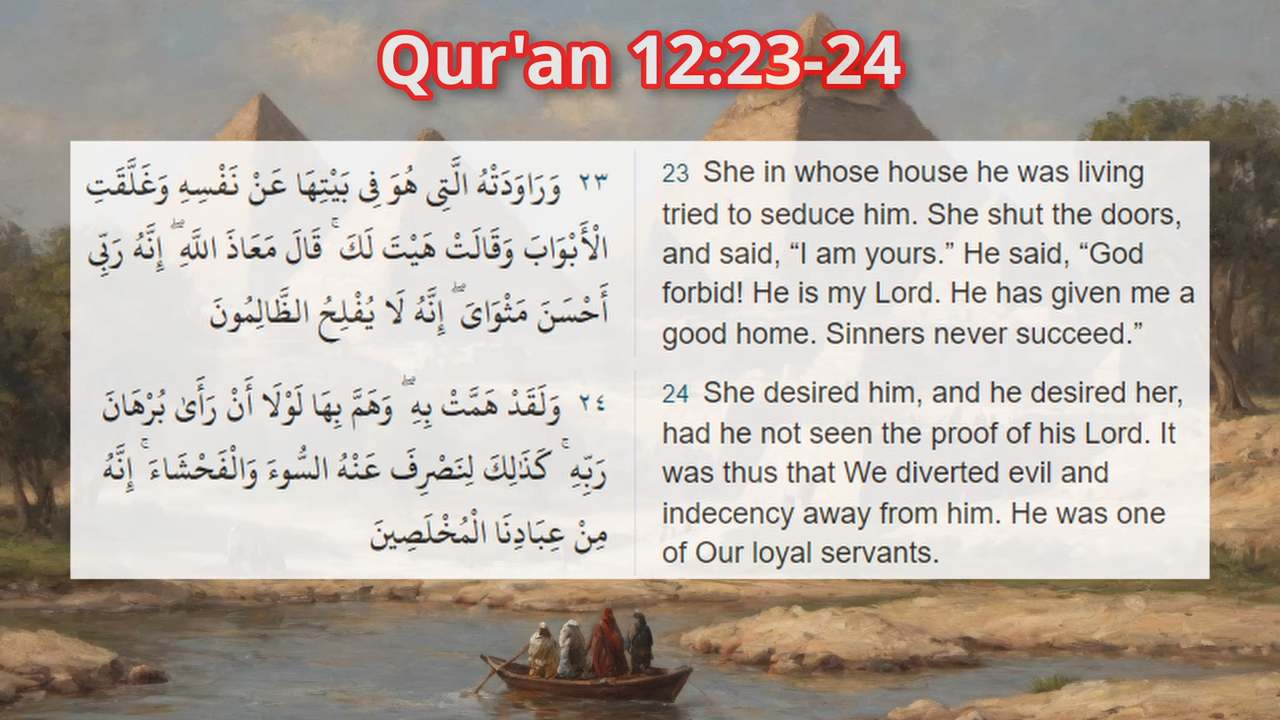 Qur'an 12:23-24
٢٣ وَرَاوَدَتْهُ الَّتِى هُوَ فِى بَيْتِهَا عَنْ نَفْسِهِ وَغَلَّقَتِ
الْأَبْوَابَ وَقَالَتْ هَيْتَ لَكَ ۚ قَالَ مَعَاذَ اللَّهِ ۖ إِنَّهُ رَبِّى
أَحْسَنَ مَثْوَاىَ ۖ إِنَّهُ لَا يُفْلِحُ الظَّالِمُونَ
23 She in whose house he was living
tried to seduce him. She shut the doors,
and said, “I am yours.” He said, “God
forbid! He is my Lord. He has given me a
good home. Sinners never succeed.”
٢٤ وَلَقَدْ هَمَّتْ بِهِ ۖ وَهَمَّ بِهَا لَوْلَا أَنْ رَأَىٰ بُرْهَانَ
رَبِّهِ ۚ كَذَٰلِكَ لِنَصْرِفَ عَنْهُ السُّوءَ وَالْفَحْشَاءَ ۚ إِنَّهُ
مِنْ عِبَادِنَا الْمُخْلَصِينَ
24 She desired him, and he desired her,
had he not seen the proof of his Lord. It
was thus that We diverted evil and
indecency away from him. He was one
of Our loyal servants.